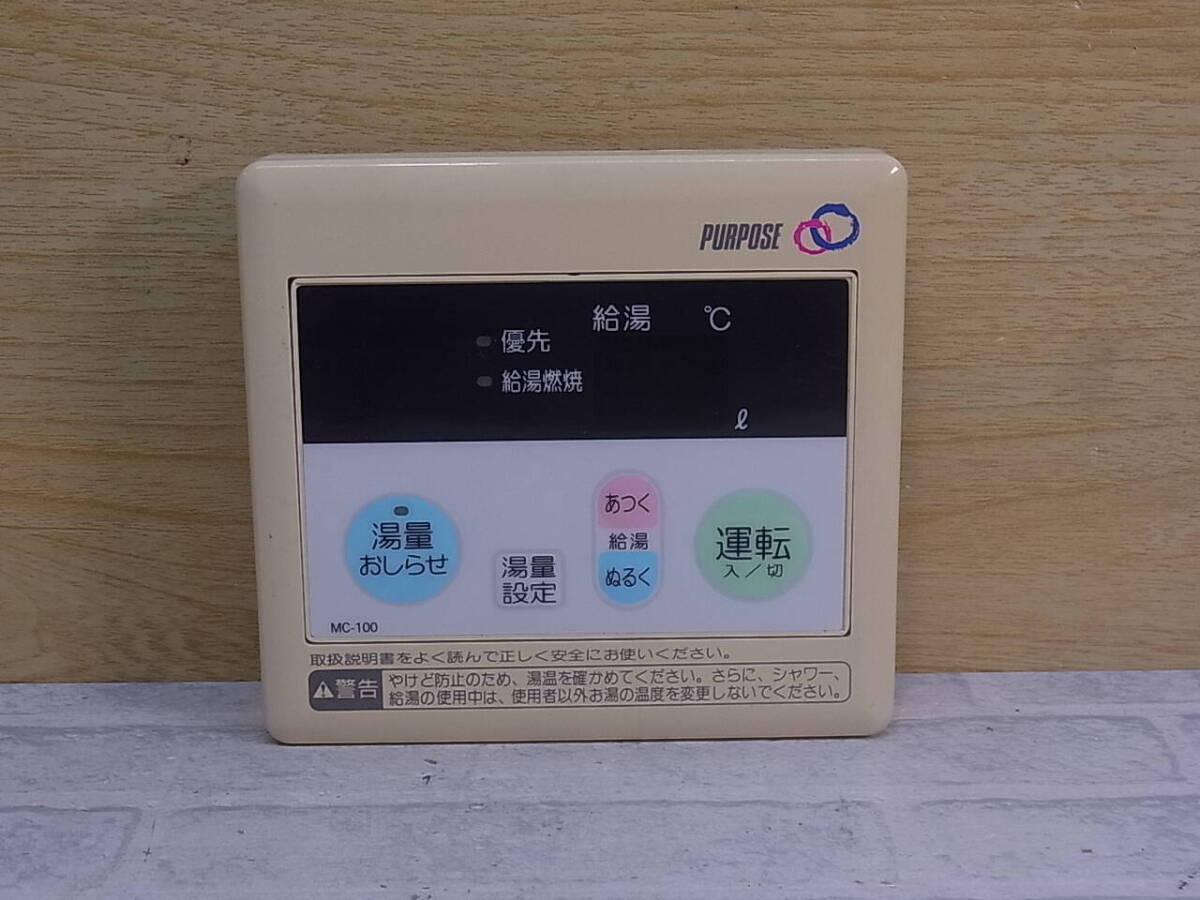 PURPOSE
給湯 ℃
優先
給湯燃焼
ℓ
湯量
おしらせ
湯量
設定
あつく
給湯
ぬるく
運転
入／切
MC-100
取扱説明書をよく読んで正しく安全にお使いください。
警告
やけど防止のため、湯温を確かめてください。さらに、シャワー、
給湯の使用中は、使用者以外お湯の温度を変更しないでください。